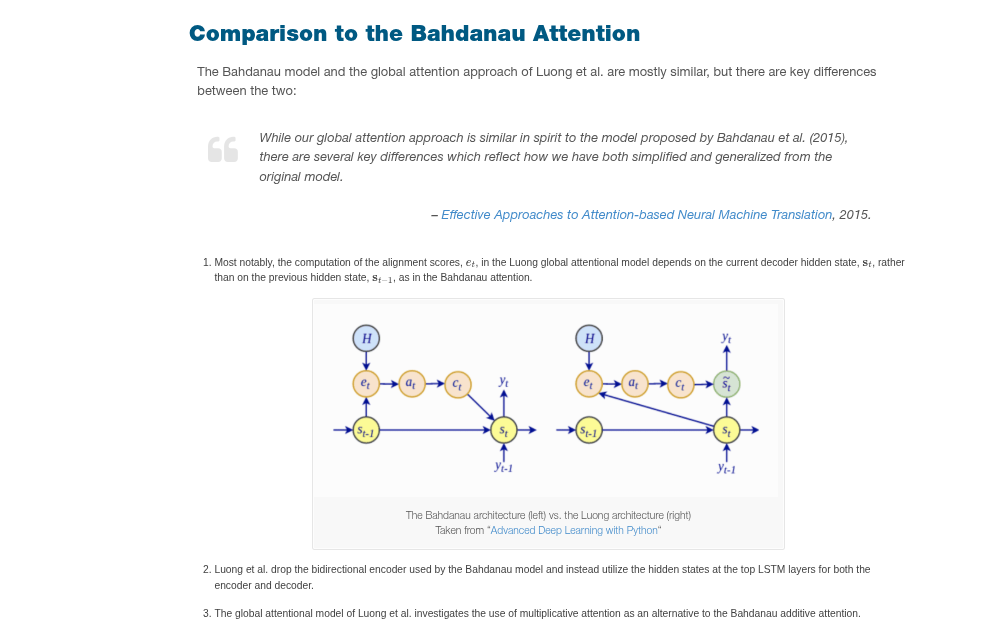 Comparison to the Bahdanau Attention
The Bahdanau model and the global attention approach of Luong et al. are mostly similar, but there are key differences
between the two:
While our global attention approach is similar in spirit to the model proposed by Bahdanau et al. (2015),
there are several key differences which reflect how we have both simplified and generalized from the
original model.
– Effective Approaches to Attention-based Neural Machine Translation, 2015.
1. Most notably, the computation of the alignment scores, e_t, in the Luong global attentional model depends on the current decoder hidden state, s_t, rather
than on the previous hidden state, s_{t−1}, as in the Bahdanau attention.
H
e_t a_t c_t y_t
s_{t-1} s_t
y_{t-1}
H y_t
e_t a_t c_t s̃_t
s_{t-1} s_t
y_{t-1}
The Bahdanau architecture (left) vs. the Luong architecture (right)
Taken from “Advanced Deep Learning with Python“
2. Luong et al. drop the bidirectional encoder used by the Bahdanau model and instead utilize the hidden states at the top LSTM layers for both the
encoder and decoder.
3. The global attentional model of Luong et al. investigates the use of multiplicative attention as an alternative to the Bahdanau additive attention.